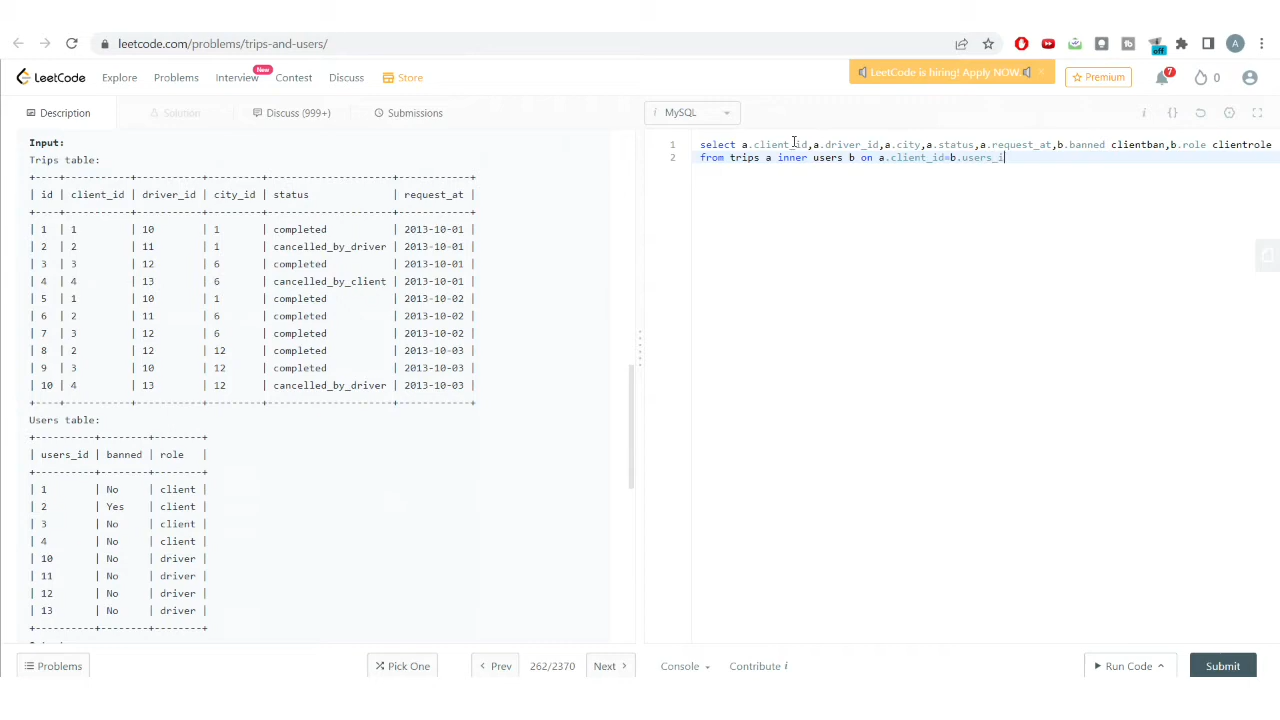 leetcode.com/problems/trips-and-users/
off
A
LeetCode
Explore
Problems
Interview
New
Contest
Discuss
Store
LeetCode is hiring! Apply NOW.
Premium
7
0
Description
Solution
Discuss (999+)
Submissions
i MySQL
i {}
Input:
Trips table:
+----+-----------+-----------+---------+---------------------+------------+
| id | client_id | driver_id | city_id | status | request_at |
+----+-----------+-----------+---------+---------------------+------------+
| 1 | 1 | 10 | 1 | completed | 2013-10-01 |
| 2 | 2 | 11 | 1 | cancelled_by_driver | 2013-10-01 |
| 3 | 3 | 12 | 6 | completed | 2013-10-01 |
| 4 | 4 | 13 | 6 | cancelled_by_client | 2013-10-01 |
| 5 | 1 | 10 | 1 | completed | 2013-10-02 |
| 6 | 2 | 11 | 6 | completed | 2013-10-02 |
| 7 | 3 | 12 | 6 | completed | 2013-10-02 |
| 8 | 2 | 12 | 12 | completed | 2013-10-03 |
| 9 | 3 | 10 | 12 | completed | 2013-10-03 |
| 10 | 4 | 13 | 12 | cancelled_by_driver | 2013-10-03 |
+----+-----------+-----------+---------+---------------------+------------+
Users table:
+----------+--------+--------+
| users_id | banned | role |
+----------+--------+--------+
| 1 | No | client |
| 2 | Yes | client |
| 3 | No | client |
| 4 | No | client |
| 10 | No | driver |
| 11 | No | driver |
| 12 | No | driver |
| 13 | No | driver |
+----------+--------+--------+
1 select a.client_id,a.driver_id,a.city,a.status,a.request_at,b.banned clientban,b.role clientrole
2 from trips a inner users b on a.client_id=b.users_i
Problems
Pick One
Prev
262/2370
Next
Console
Contribute i
Run Code
Submit